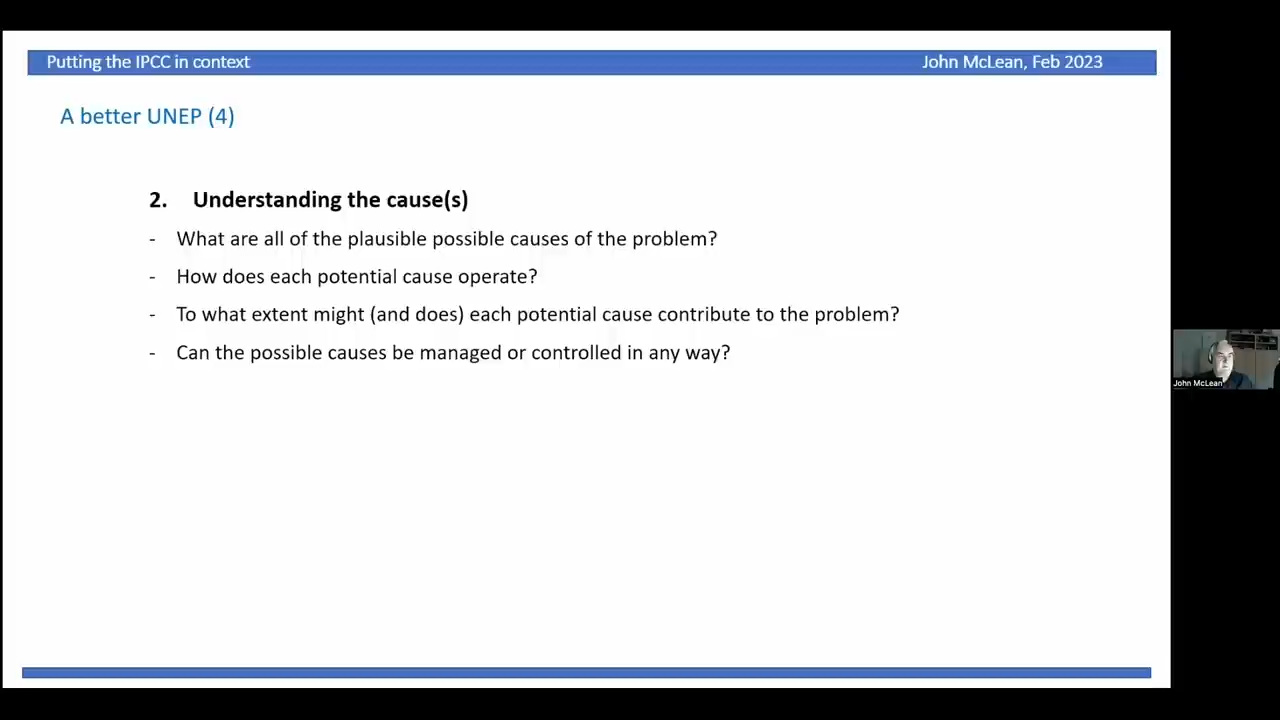 Putting the IPCC in context
John McLean, Feb 2023
A better UNEP (4)
2. Understanding the cause(s)
- What are all of the plausible possible causes of the problem?
- How does each potential cause operate?
- To what extent might (and does) each potential cause contribute to the problem?
- Can the possible causes be managed or controlled in any way?
John McLean